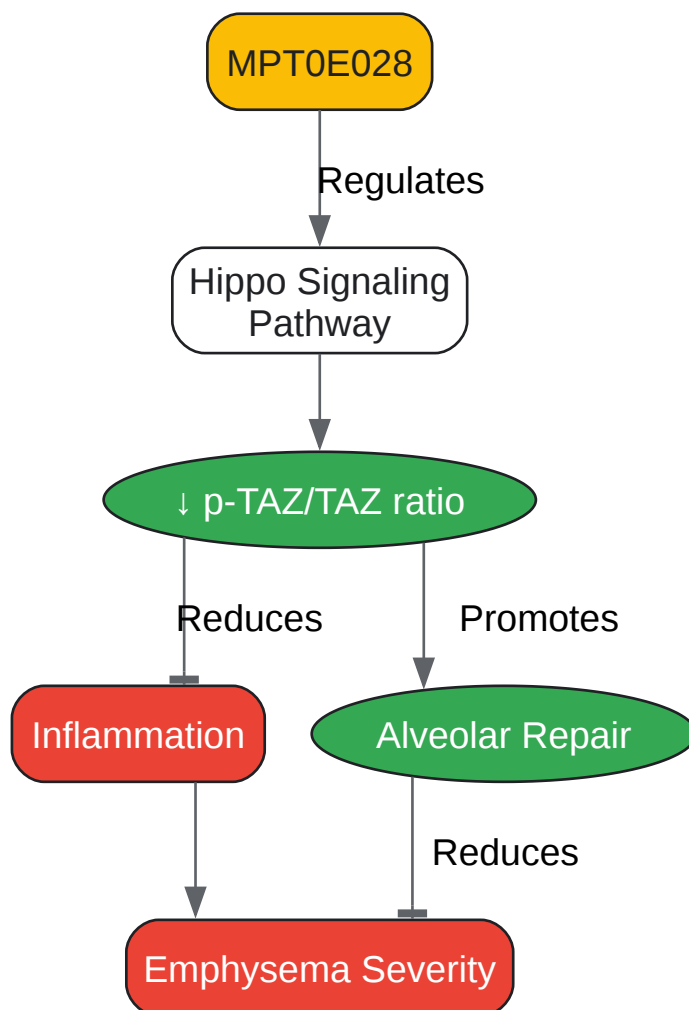 MPT0E028
Regulates
Hippo Signaling
Pathway
↓ p-TAZ/TAZ ratio
Reduces
Promotes
Inflammation
Alveolar Repair
Reduces
Emphysema Severity